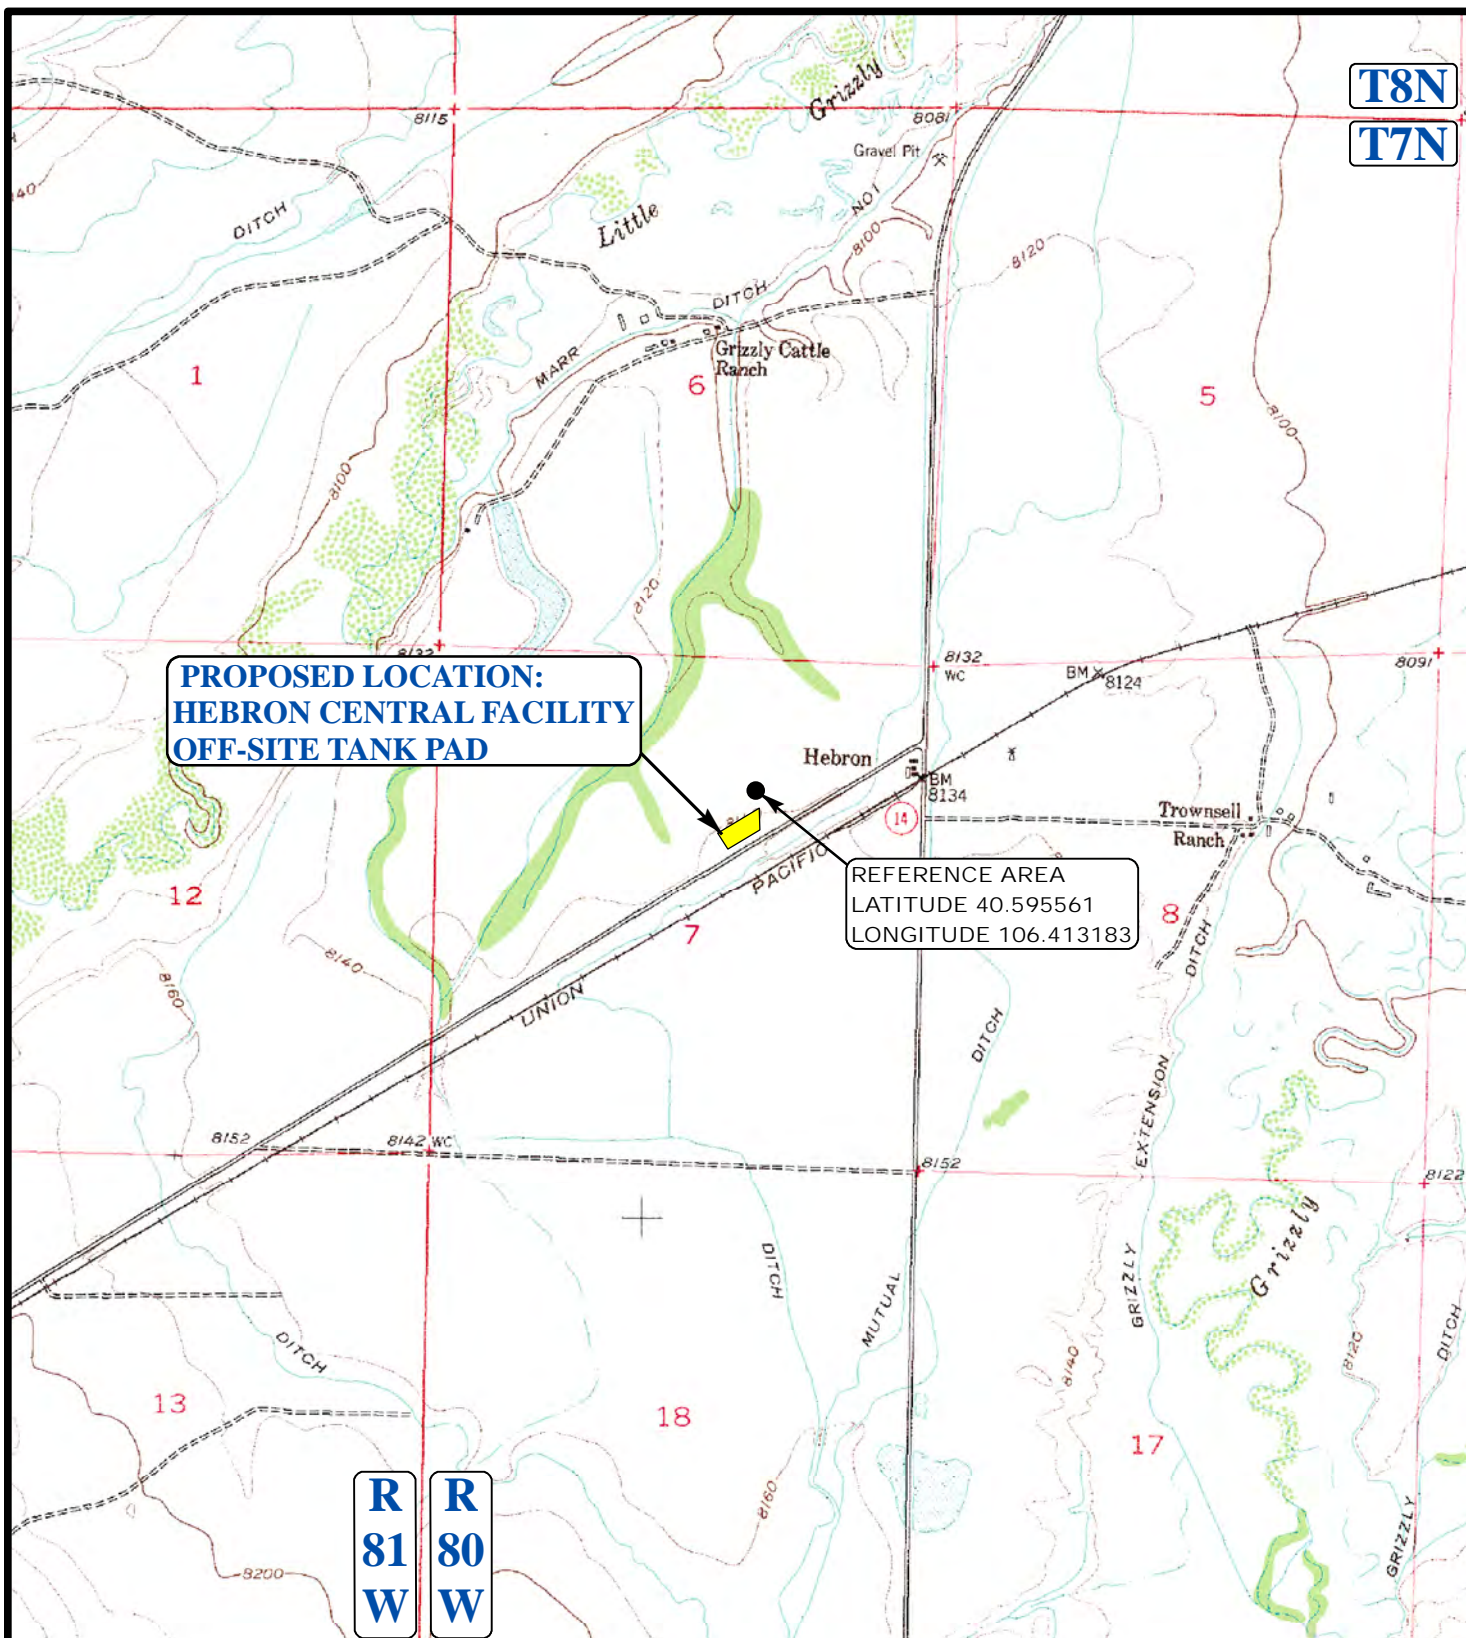 T8N
T7N
Grizzly
Little
8115
8081
Gravel Pit
DITCH
NO 1
8100
8120
DITCH
MARR
Grizzly Cattle
Ranch
1
6
5
8100
8100
8120
8132
WC
BM
8124
8091
PROPOSED LOCATION:
HEBRON CENTRAL FACILITY
OFF-SITE TANK PAD
Hebron
BM
8134
14
Trownsell
Ranch
PACIFIC
REFERENCE AREA
LATITUDE 40.595561
LONGITUDE 106.413183
12
7
8
8140
8160
UNION
DITCH
DITCH
EXTENSION
GRIZZLY
8152
8142 WC
8152
8122
Grizzly
DITCH
MUTUAL
DITCH
8140
8120
DITCH
13
18
17
8160
8200
GRIZZLY
R
81
W
R
80
W